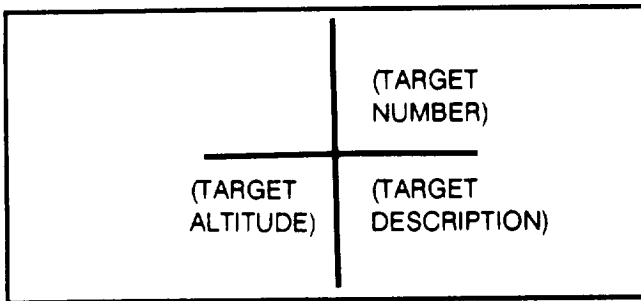 (TARGET
NUMBER)
(TARGET
ALTITUDE)
(TARGET
DESCRIPTION)